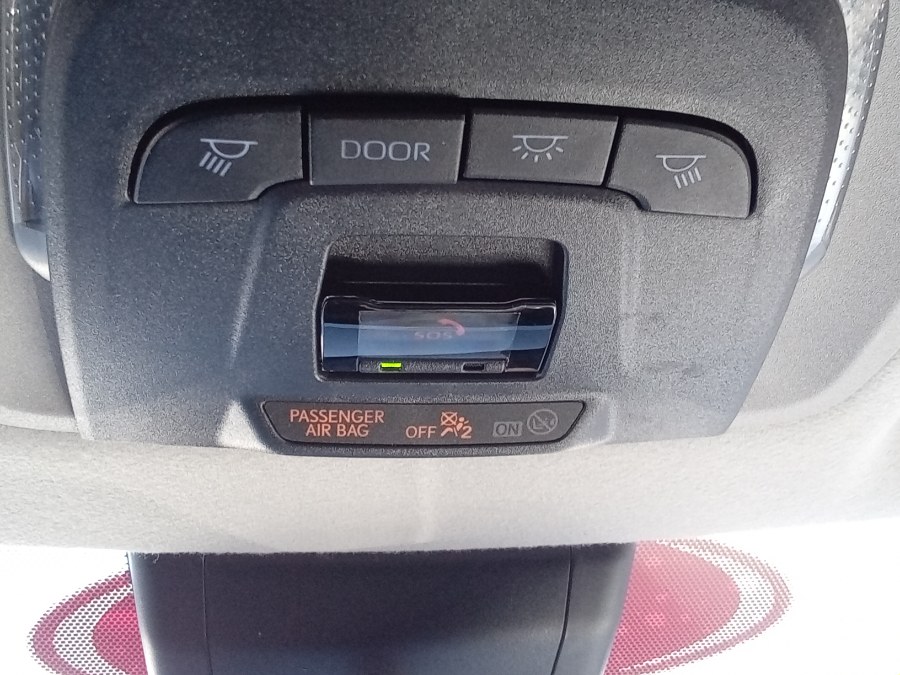 DOOR
SOS
PASSENGER
AIR BAG
OFF 2 ON